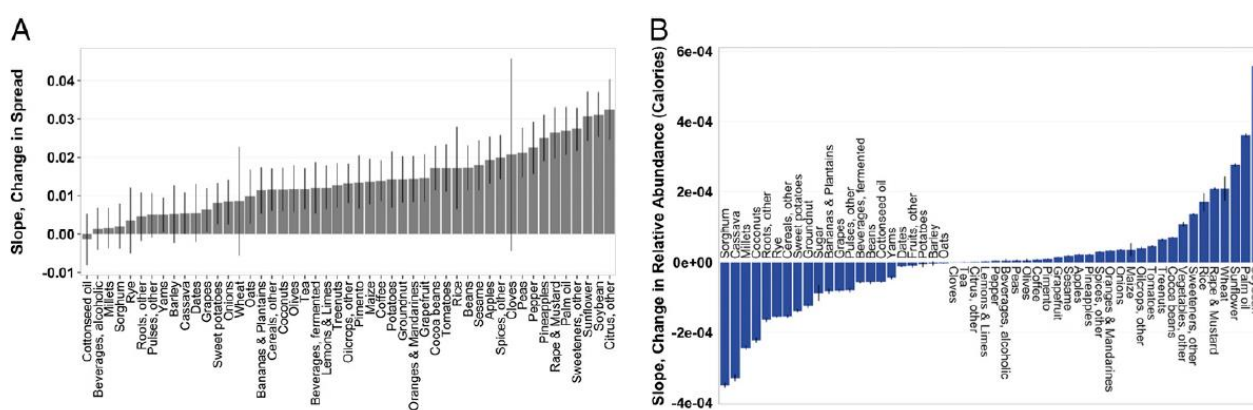 A
Slope, Change in Spread
0.04
0.03
0.02
0.01
0.00
-0.01
Cottonseed oil
Beverages, alcoholic
Millets
Sorghum
Rye
Roots, other
Pulses, other
Yams
Barley
Cassava
Dates
Grapes
Sweet potatoes
Onions
Wheat
Oats
Bananas & Plantains
Cereals, other
Coconuts
Olives
Tea
Beverages, fermented
Lemons & Limes
Treenuts
Oilcrops, other
Pimento
Maize
Coffee
Potatoes
Groundnut
Oranges & Mandarines
Grapefruit
Cocoa beans
Tomatoes
Rice
Beans
Sesame
Apples
Spices, other
Cloves
Peas
Pepper
Pineapples
Rape & Mustard
Palm oil
Sweeteners, other
Sunflower
Soybean
Citrus, other
B
Slope, Change in Relative Abundance (Calories)
6e-04
4e-04
2e-04
0e+00
-2e-04
-4e-04
Sorghum
Cassava
Millets
Coconuts
Roots, other
Rye
Cereals, other
Sweet potatoes
Groundnut
Sugar
Bananas & Plantains
Grapes
Pulses, other
Beverages, fermented
Beans
Cottonseed oil
Yams
Dates
Fruits, other
Potatoes
Barley
Oats
Cloves
Tea
Citrus, other
Lemons & Limes
Pepper
Beverages, alcoholic
Peas
Olives
Coffee
Pimento
Grapefruit
Sesame
Apples
Pineapples
Spices, other
Oranges & Mandarines
Onions
Maize
Oilcrops, other
Tomatoes
Treenuts
Cocoa beans
Vegetables, other
Sweeteners, other
Rice
Rape & Mustard
Wheat
Sunflower
Palm oil